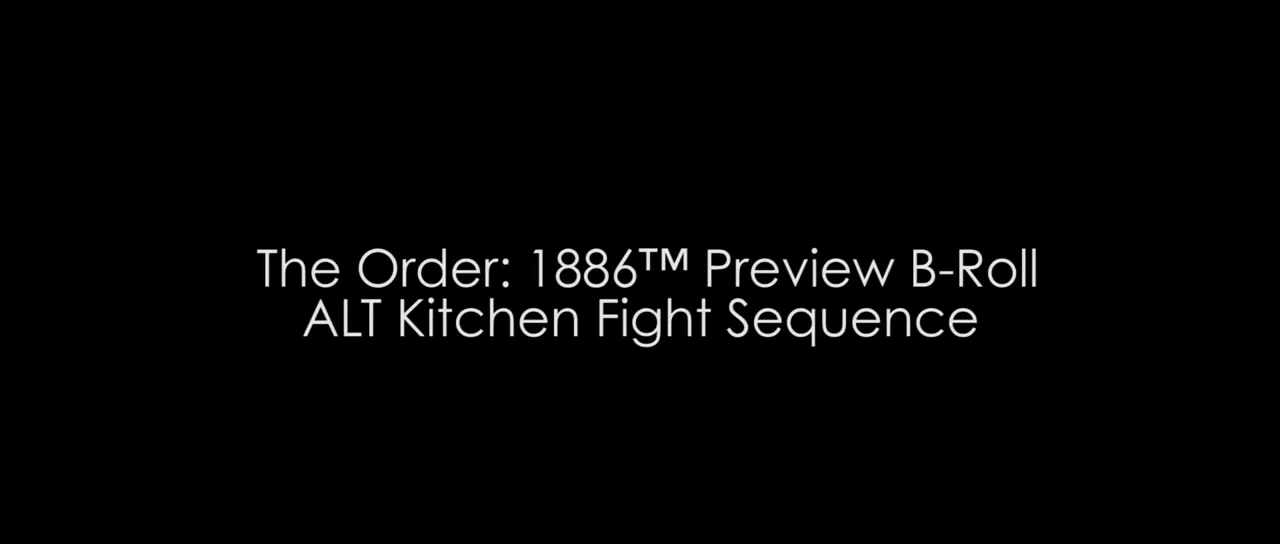 The Order: 1886™ Preview B-Roll
ALT Kitchen Fight Sequence